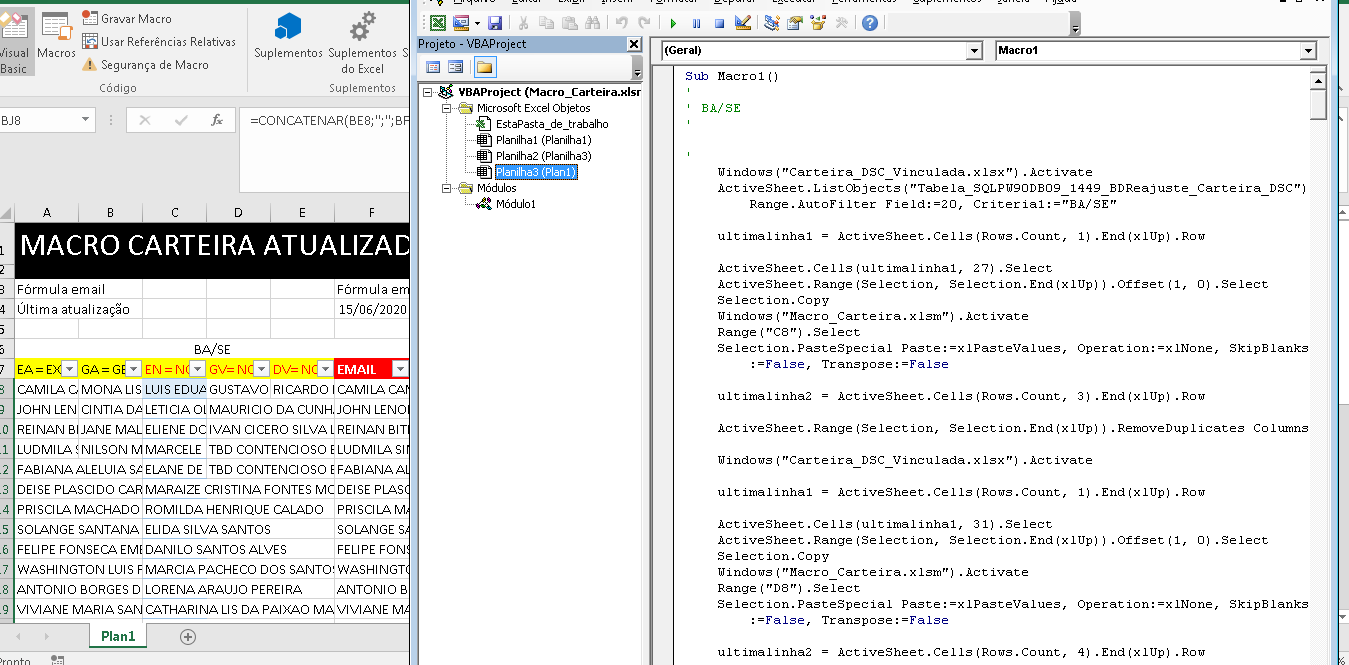 Visual Basic
Macros
Gravar Macro
Usar Referências Relativas
Segurança de Macro
Código
Suplementos
Suplementos do Excel
Suplementos
BJ8
fx
=CONCATENAR(BE8;";";BF
A B C D E F
1 MACRO CARTEIRA ATUALIZAD
2
3 Fórmula email Fórmula em
4 Última atualização 15/06/2020
5
6 BA/SE
7 EA = EX GA = GE EN = NO GV= NO DV= NO EMAIL
8 CAMILA CA MONA LIS LUIS EDUA GUSTAVO RICARDO CAMILA CAN
9 JOHN LEN CINTIA DA LETICIA OL MAURICIO DA CUNHA JOHN LENO
10 REINAN BI JANE MAL ELIENE DO IVAN CICERO SILVA L REINAN BIT
11 LUDMILA S NILSON M MARCELE TBD CONTENCIOSO E LUDMILA SI
12 FABIANA ALELUIA SA ELANE DE TBD CONTENCIOSO E FABIANA AL
13 DEISE PLASCIDO CAR MARAIZE CRISTINA FONTES MO DEISE PLASC
14 PRISCILA MACHADO ROMILDA HENRIQUE CALADO PRISCILA MA
15 SOLANGE SANTANA ELIDA SILVA SANTOS SOLANGE SA
16 FELIPE FONSECA EME DANILO SANTOS ALVES FELIPE FONS
17 WASHINGTON LUIS F MARCIA PACHECO DOS SANTOS WASHINGTO
18 ANTONIO BORGES D LORENA ARAUJO PEREIRA ANTONIO B
19 VIVIANE MARIA SAN CATHARINA LIS DA PAIXAO MA VIVIANE MA
Plan1
Pronto
Projeto - VBAProject
VBAProject (Macro_Carteira.xlsm
Microsoft Excel Objetos
EstaPasta_de_trabalho
Planilha1 (Planilha1)
Planilha2 (Planilha3)
Planilha3 (Plan1)
Módulos
Módulo1
(Geral) Macro1
Sub Macro1()
'
' BA/SE
'
'
Windows("Carteira_DSC_Vinculada.xlsx").Activate
ActiveSheet.ListObjects("Tabela_SQLPW90DB09_1449_BDReajuste_Carteira_DSC")
Range.AutoFilter Field:=20, Criteria1:="BA/SE"
ultimalinha1 = ActiveSheet.Cells(Rows.Count, 1).End(xlUp).Row
ActiveSheet.Cells(ultimalinha1, 27).Select
ActiveSheet.Range(Selection, Selection.End(xlUp)).Offset(1, 0).Select
Selection.Copy
Windows("Macro_Carteira.xlsm").Activate
Range("C8").Select
Selection.PasteSpecial Paste:=xlPasteValues, Operation:=xlNone, SkipBlanks
:=False, Transpose:=False
ultimalinha2 = ActiveSheet.Cells(Rows.Count, 3).End(xlUp).Row
ActiveSheet.Range(Selection, Selection.End(xlUp)).RemoveDuplicates Columns
Windows("Carteira_DSC_Vinculada.xlsx").Activate
ultimalinha1 = ActiveSheet.Cells(Rows.Count, 1).End(xlUp).Row
ActiveSheet.Cells(ultimalinha1, 31).Select
ActiveSheet.Range(Selection, Selection.End(xlUp)).Offset(1, 0).Select
Selection.Copy
Windows("Macro_Carteira.xlsm").Activate
Range("D8").Select
Selection.PasteSpecial Paste:=xlPasteValues, Operation:=xlNone, SkipBlanks
:=False, Transpose:=False
ultimalinha2 = ActiveSheet.Cells(Rows.Count, 4).End(xlUp).Row